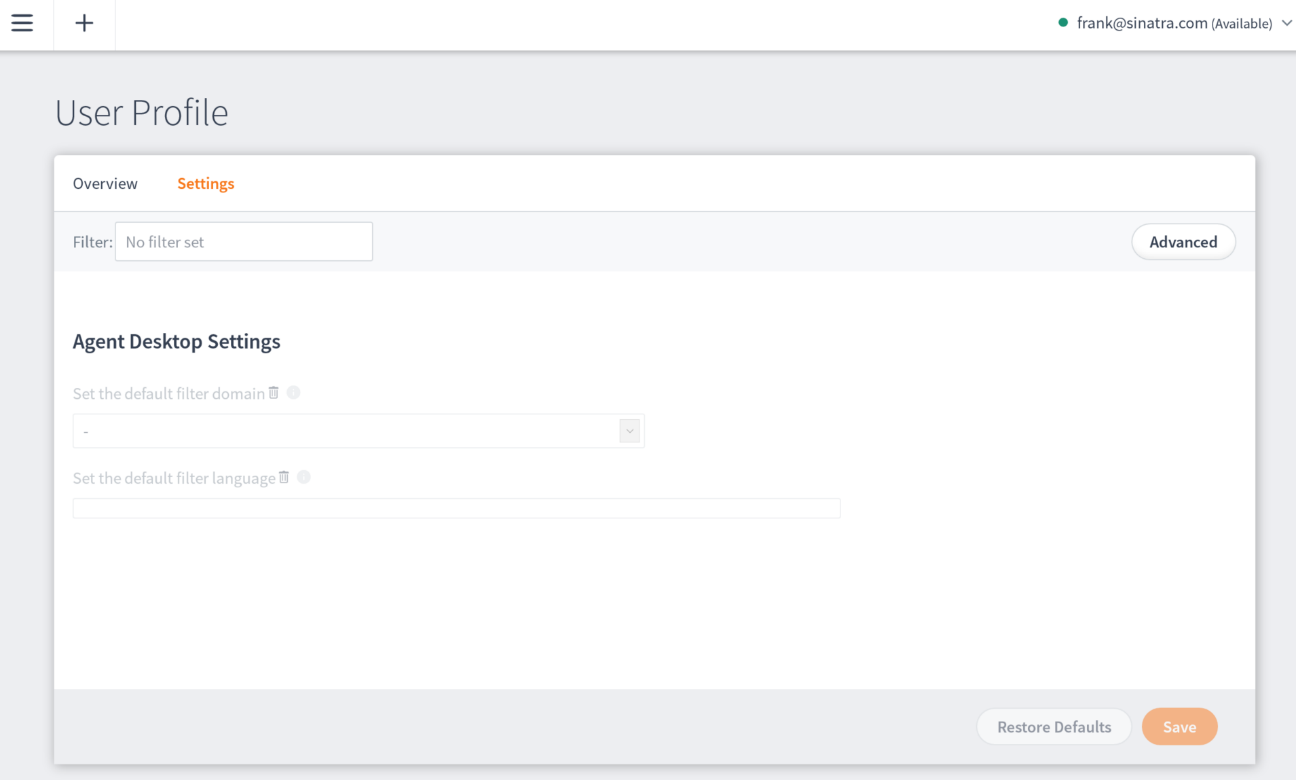 frank@sinatra.com (Available)
User Profile
Overview Settings
Filter: No filter set Advanced
Agent Desktop Settings
Set the default filter domain
-
Set the default filter language
Restore Defaults Save